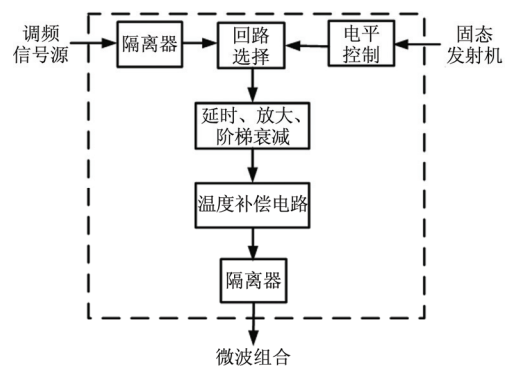 调频
信号源
隔离器
回路
选择
电平
控制
固态
发射机
延时、放大、
阶梯衰减
温度补偿电路
隔离器
微波组合